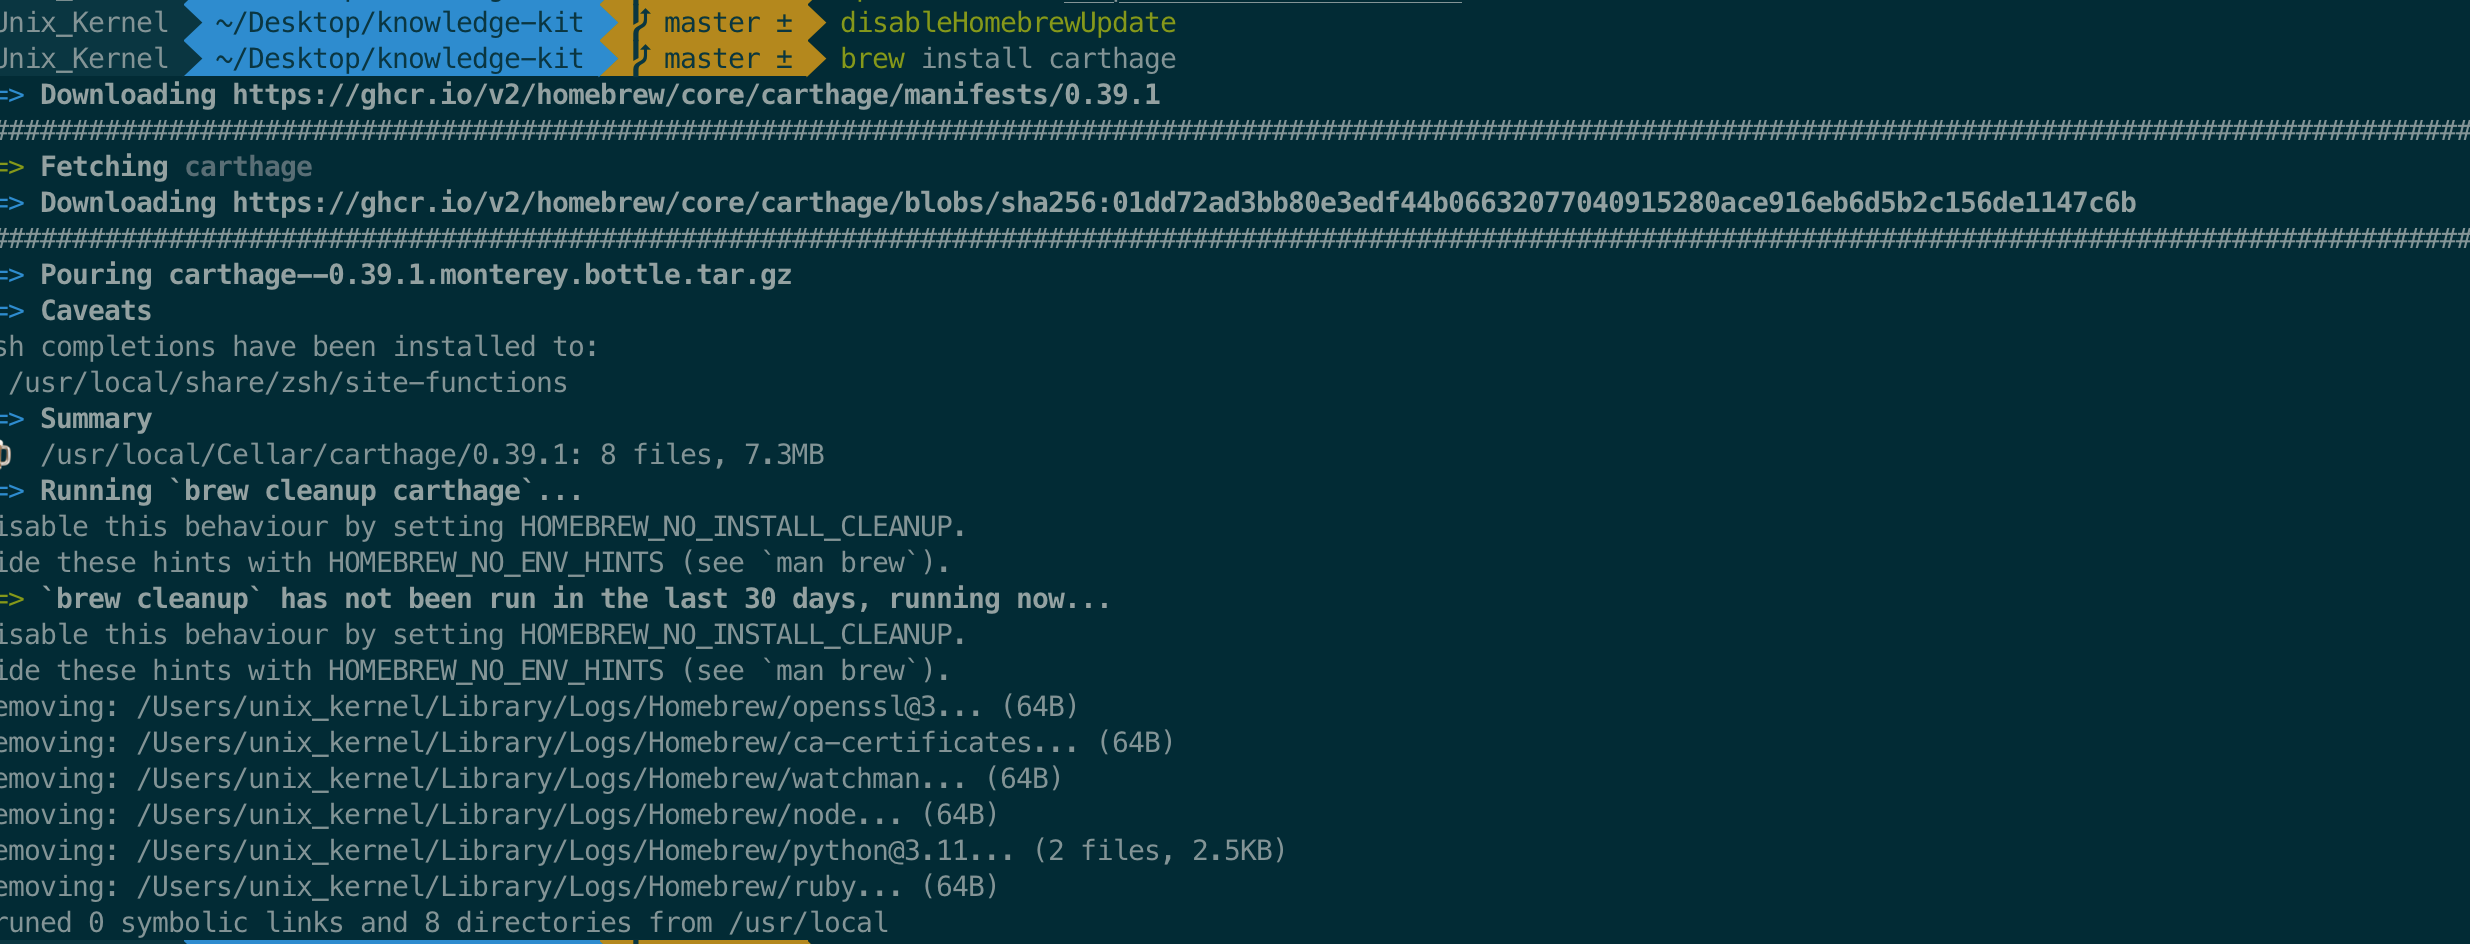 Unix_Kernel ~/Desktop/knowledge-kit master ± disableHomebrewUpdate
Unix_Kernel ~/Desktop/knowledge-kit master ± brew install carthage
=> Downloading https://ghcr.io/v2/homebrew/core/carthage/manifests/0.39.1
##########################################################################################################################################################
=> Fetching carthage
=> Downloading https://ghcr.io/v2/homebrew/core/carthage/blobs/sha256:01dd72ad3bb80e3edf44b06632077040915280ace916eb6d5b2c156de1147c6b
##########################################################################################################################################################
=> Pouring carthage--0.39.1.monterey.bottle.tar.gz
=> Caveats
sh completions have been installed to:
/usr/local/share/zsh/site-functions
=> Summary
/usr/local/Cellar/carthage/0.39.1: 8 files, 7.3MB
=> Running `brew cleanup carthage`...
isable this behaviour by setting HOMEBREW_NO_INSTALL_CLEANUP.
ide these hints with HOMEBREW_NO_ENV_HINTS (see `man brew`).
=> `brew cleanup` has not been run in the last 30 days, running now...
isable this behaviour by setting HOMEBREW_NO_INSTALL_CLEANUP.
ide these hints with HOMEBREW_NO_ENV_HINTS (see `man brew`).
emoving: /Users/unix_kernel/Library/Logs/Homebrew/openssl@3... (64B)
emoving: /Users/unix_kernel/Library/Logs/Homebrew/ca-certificates... (64B)
emoving: /Users/unix_kernel/Library/Logs/Homebrew/watchman... (64B)
emoving: /Users/unix_kernel/Library/Logs/Homebrew/node... (64B)
emoving: /Users/unix_kernel/Library/Logs/Homebrew/python@3.11... (2 files, 2.5KB)
emoving: /Users/unix_kernel/Library/Logs/Homebrew/ruby... (64B)
runed 0 symbolic links and 8 directories from /usr/local